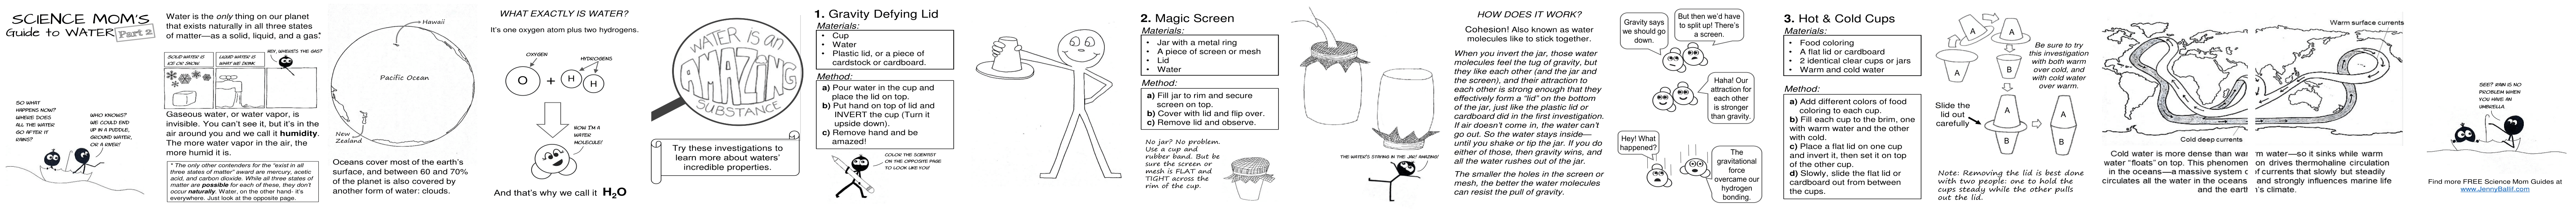 SCIENCE MOM'S
Guide to WATER Part 2
SO WHAT
HAPPENS NOW?
WHERE DOES
ALL THE WATER
GO AFTER IT
RAINS?
WHO KNOWS?
WE COULD END
UP IN A PUDDLE,
GROUND WATER,
OR A RIVER!
Water is the only thing on our planet
that exists naturally in all three states
of matter—as a solid, liquid, and a gas*
HEY, WHERE'S THE GAS?
SOLID WATER IS
ICE OR SNOW.
LIQUID WATER IS
WHAT WE DRINK.
Gaseous water, or water vapor, is
invisible. You can't see it, but it's in the
air around you and we call it humidity.
The more water vapor in the air, the
more humid it is.
* The only other contenders for the "exist in all
three states of matter" award are mercury, acetic
acid, and carbon dioxide. While all three states of
matter are possible for each of these, they don't
occur naturally. Water, on the other hand- it's
everywhere. Just look at the opposite page.
Hawaii
Pacific Ocean
New
Zealand
Oceans cover most of the earth's
surface, and between 60 and 70%
of the planet is also covered by
another form of water: clouds.
WHAT EXACTLY IS WATER?
It's one oxygen atom plus two hydrogens.
OXYGEN
HYDROGENS
O + H H
NOW I'M A
WATER
MOLECULE!
And that's why we call it H2O
WATER IS AN
AMAZING
SUBSTANCE
Try these investigations to
learn more about waters'
incredible properties.
1. Gravity Defying Lid
Materials:
• Cup
• Water
• Plastic lid, or a piece of
cardstock or cardboard.
Method:
a) Pour water in the cup and
place the lid on top.
b) Put hand on top of lid and
INVERT the cup (Turn it
upside down).
c) Remove hand and be
amazed!
COLOR THE SCIENTIST
ON THE OPPOSITE PAGE
TO LOOK LIKE YOU!
2. Magic Screen
Materials:
• Jar with a metal ring
• A piece of screen or mesh
• Lid
• Water
Method:
a) Fill jar to rim and secure
screen on top.
b) Cover with lid and flip over.
c) Remove lid and observe.
No jar? No problem.
Use a cup and
rubber band. But be
sure the screen or
mesh is FLAT and
TIGHT across the
rim of the cup.
THE WATER'S STAYING IN THE JAR! AMAZING!
HOW DOES IT WORK?
Cohesion! Also known as water
molecules like to stick together.
When you invert the jar, those water
molecules feel the tug of gravity, but
they like each other (and the jar and
the screen), and their attraction to
each other is strong enough that they
effectively form a "lid" on the bottom
of the jar, just like the plastic lid or
cardboard did in the first investigation.
If air doesn't come in, the water can't
go out. So the water stays inside—
until you shake or tip the jar. If you do
either of those, then gravity wins, and
all the water rushes out of the jar.
The smaller the holes in the screen or
mesh, the better the water molecules
can resist the pull of gravity.
Gravity says
we should go
down.
But then we'd have
to split up! There's
a screen.
Haha! Our
attraction for
each other
is stronger
than gravity.
Hey! What
happened?
The
gravitational
force
overcame our
hydrogen
bonding.
3. Hot & Cold Cups
Materials:
• Food coloring
• A flat lid or cardboard
• 2 identical clear cups or jars
• Warm and cold water
Method:
a) Add different colors of food
coloring to each cup.
b) Fill each cup to the brim, one
with warm water and the other
with cold.
c) Place a flat lid on one cup
and invert it, then set it on top
of the other cup.
d) Slowly, slide the flat lid or
cardboard out from between
the cups.
A
A
A
B
Be sure to try
this investigation
with both warm
over cold, and
with cold water
over warm.
Slide the
lid out
carefully
A
B
A
B
Note: Removing the lid is best done
with two people: one to hold the
cups steady while the other pulls
out the lid.
Warm surface currents
Cold deep currents
Cold water is more dense than war
water "floats" on top. This phenomen
in the oceans—a massive system c
circulates all the water in the oceans
and the earth
m water—so it sinks while warm
on drives thermohaline circulation
of currents that slowly but steadily
and strongly influences marine life
's climate.
SEE? RAIN IS NO
PROBLEM WHEN
YOU HAVE AN
UMBRELLA.
Find more FREE Science Mom Guides at
www.JennyBallif.com